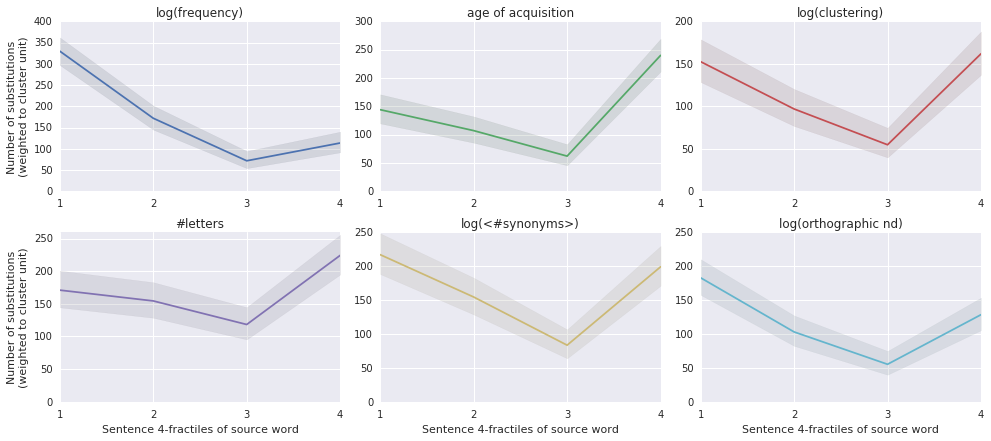 log(frequency)
age of acquisition
log(clustering)
Number of substitutions
(weighted to cluster unit)
400
350
300
250
200
150
100
50
0
1 2 3 4
300
250
200
150
100
50
0
1 2 3 4
200
150
100
50
0
1 2 3 4
#letters
log(<#synonyms>)
log(orthographic nd)
Number of substitutions
(weighted to cluster unit)
250
200
150
100
50
0
1 2 3 4
Sentence 4-fractiles of source word
250
200
150
100
50
0
1 2 3 4
Sentence 4-fractiles of source word
250
200
150
100
50
0
1 2 3 4
Sentence 4-fractiles of source word